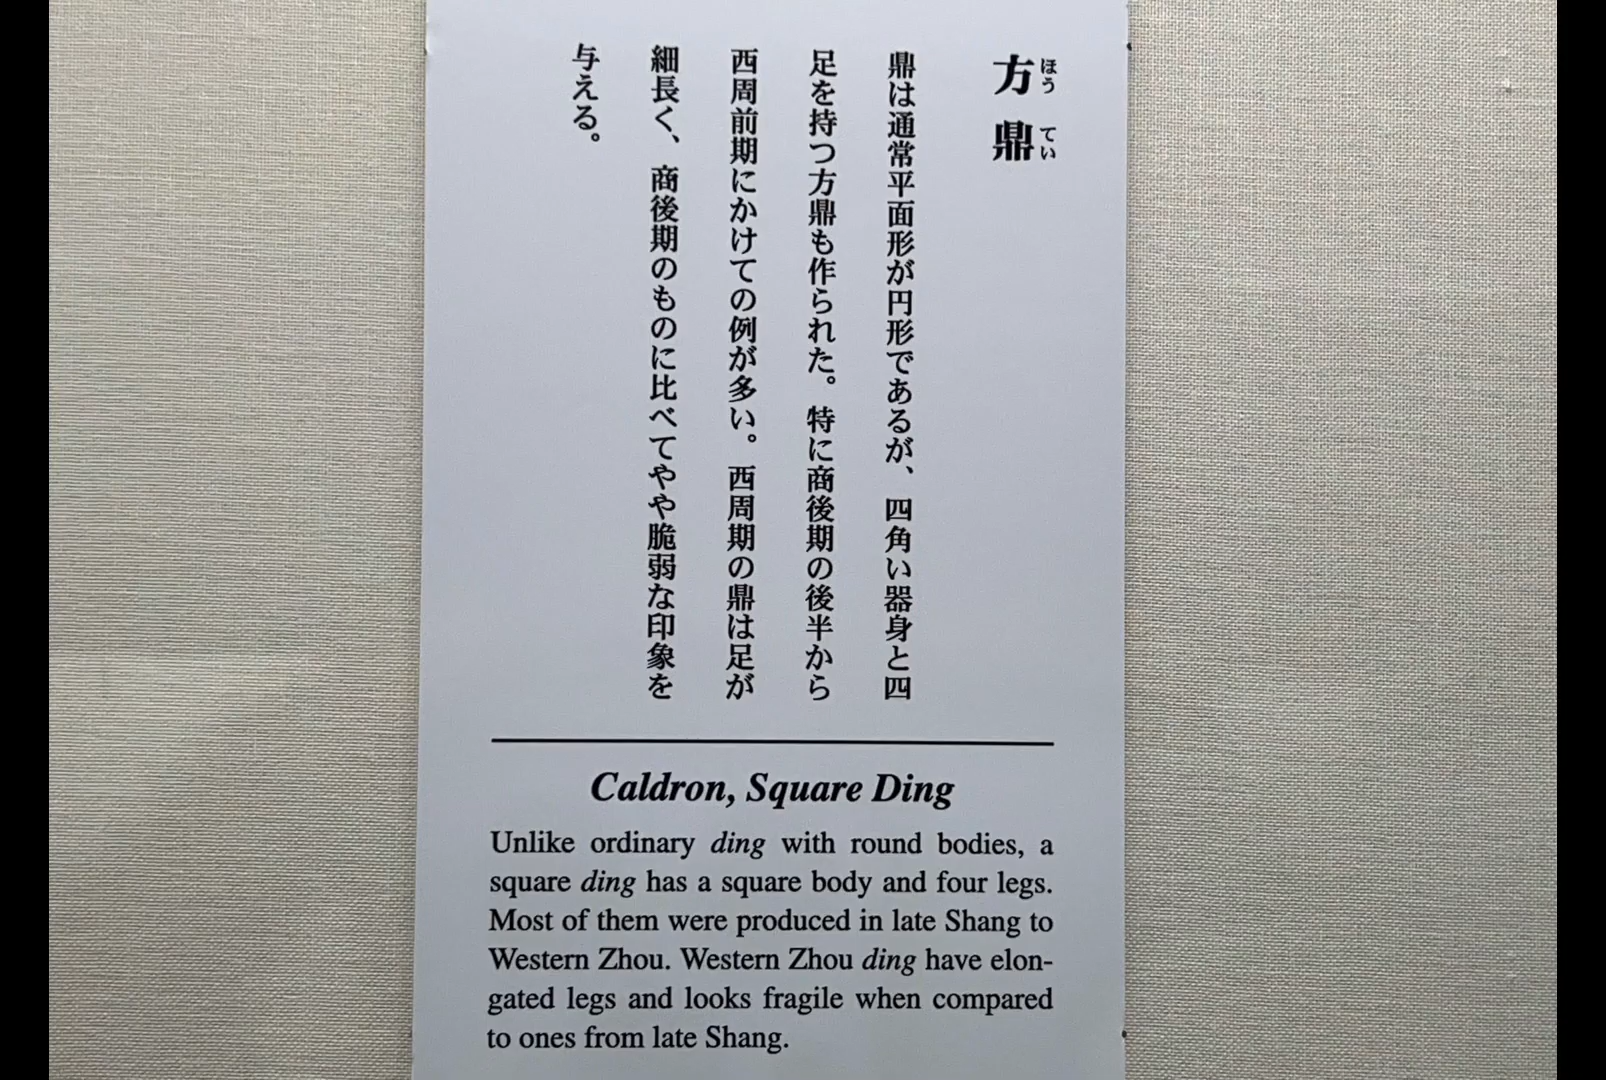 方鼎
ほうてい
鼎は通常平面形が円形であるが、四角い器身と四
足を持つ方鼎も作られた。特に商後期の後半から
西周前期にかけての例が多い。西周期の鼎は足が
細長く、商後期のものに比べてやや脆弱な印象を
与える。
Caldron, Square Ding
Unlike ordinary ding with round bodies, a
square ding has a square body and four legs.
Most of them were produced in late Shang to
Western Zhou. Western Zhou ding have elon-
gated legs and looks fragile when compared
to ones from late Shang.